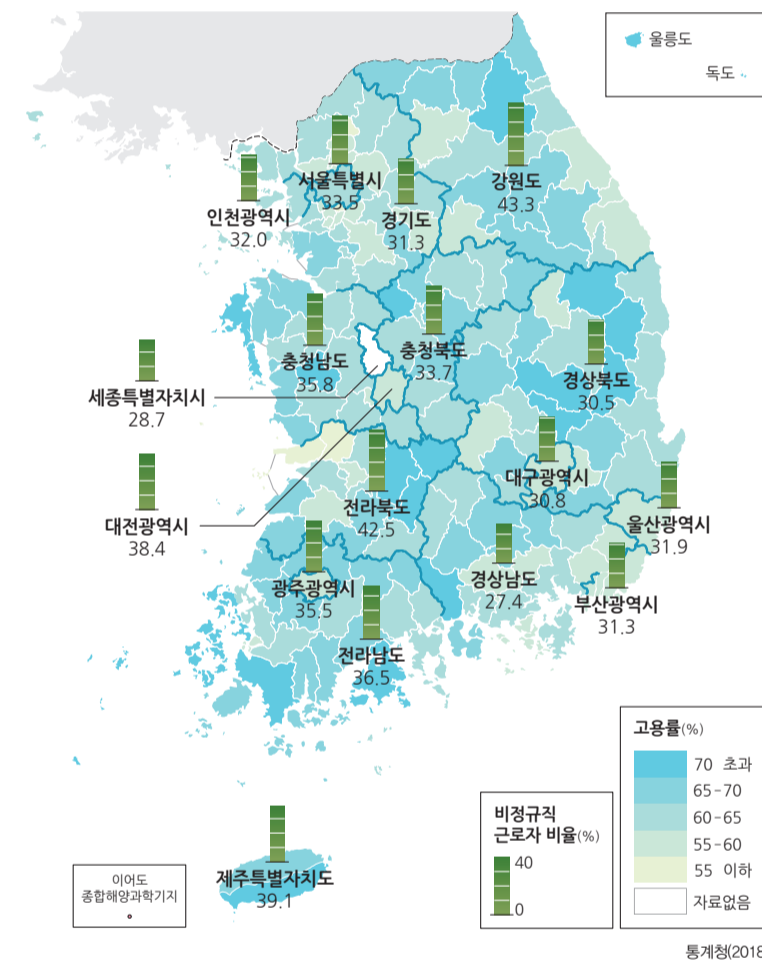 울릉도
독도
서울특별시
33.5
인천광역시
32.0
경기도
31.3
강원도
43.3
충청남도
35.8
충청북도
33.7
경상북도
30.5
세종특별자치시
28.7
대전광역시
38.4
전라북도
42.5
대구광역시
30.8
울산광역시
31.9
광주광역시
35.5
경상남도
27.4
부산광역시
31.3
전라남도
36.5
제주특별자치도
39.1
이어도
종합해양과학기지
비정규직
근로자 비율(%)
40
0
고용률(%)
70 초과
65-70
60-65
55-60
55 이하
자료없음
통계청(2018